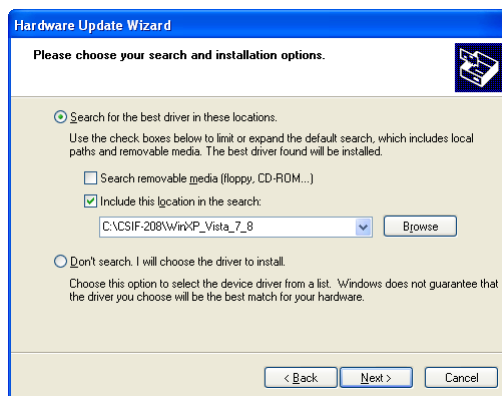 Hardware Update Wizard
Please choose your search and installation options.
Search for the best driver in these locations.
Use the check boxes below to limit or expand the default search, which includes local
paths and removable media. The best driver found will be installed.
Search removable media (floppy, CD-ROM...)
Include this location in the search:
C:\CSIF-208\WinXP_Vista_7_8
Browse
Don't search. I will choose the driver to install.
Choose this option to select the device driver from a list. Windows does not guarantee that
the driver you choose will be the best match for your hardware.
< Back
Next >
Cancel